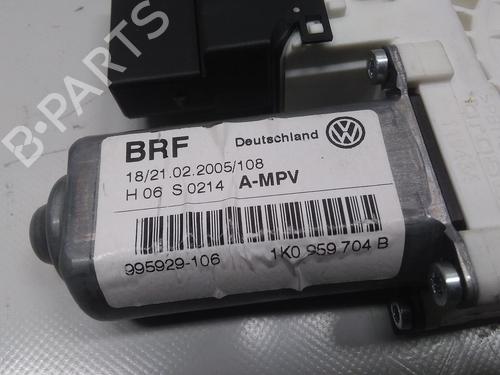 B-PARTS
BRF Deutschland
18/21.02.2005/108
H 06 S 0214 A-MPV
995929-106 1K0 959 704 B